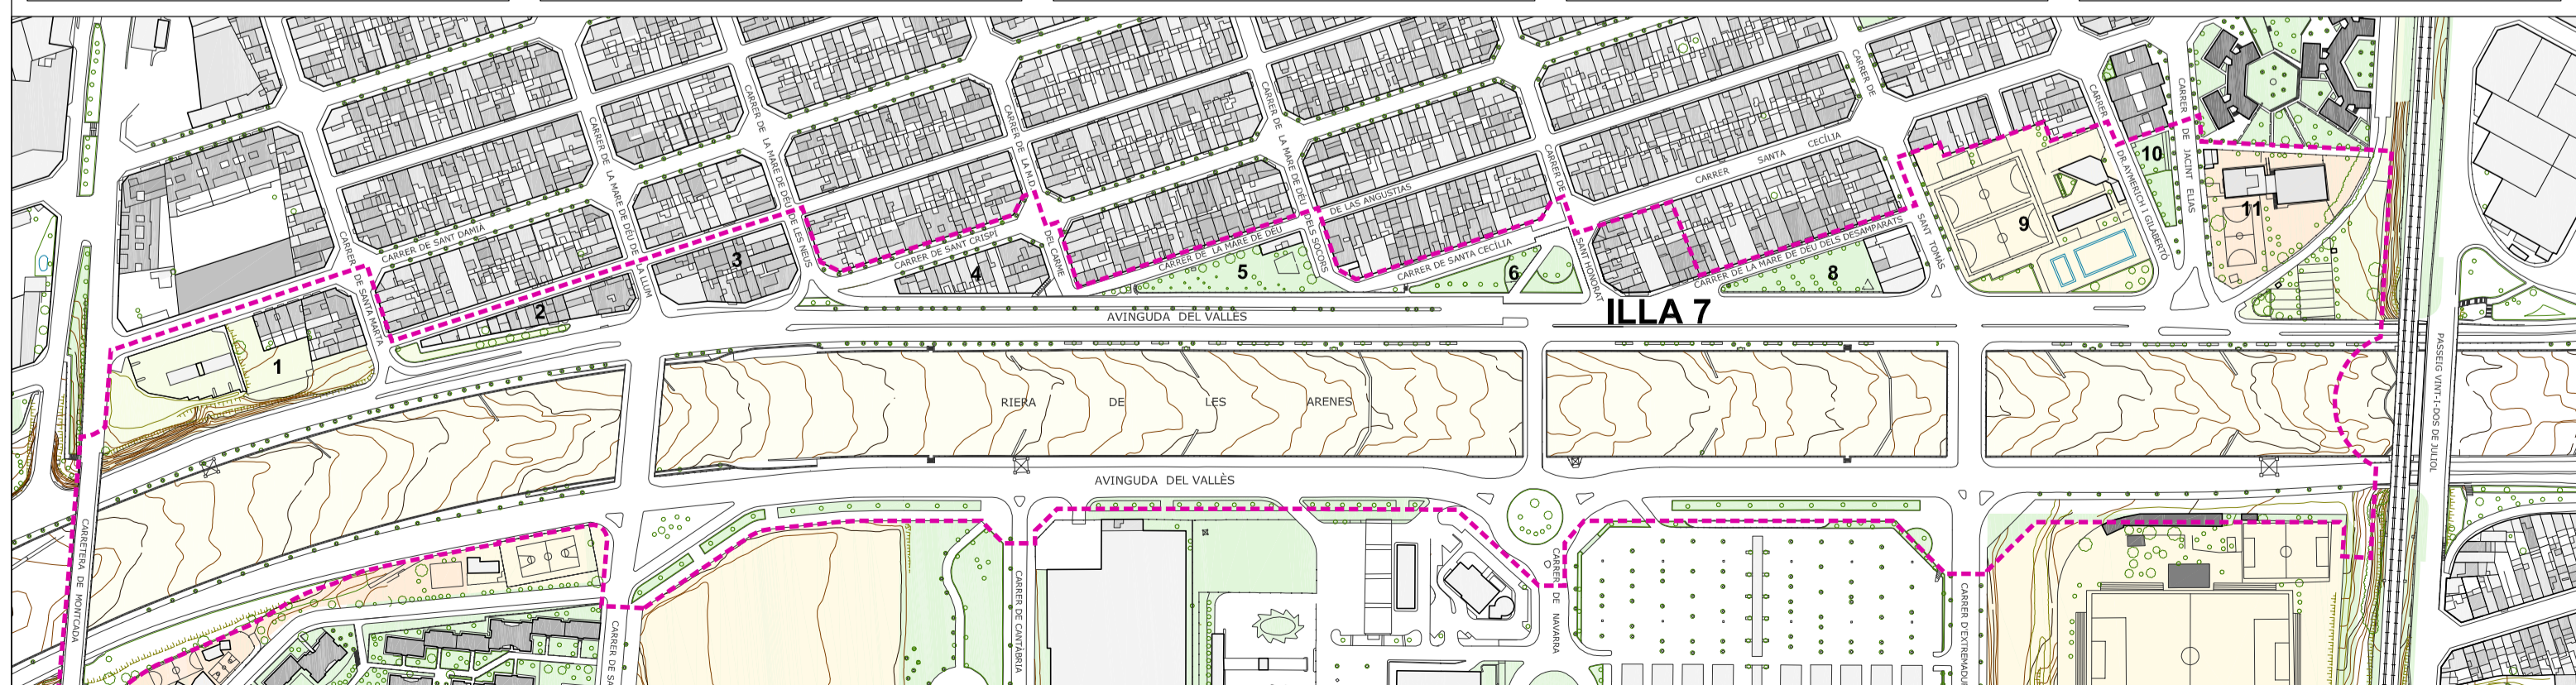 CARRER DE SANTA MARTA
CARRER DE SANT DAMIÀ
CARRER DE LA MARE DE DÉU DE LA LLUM
CARRER DE LA MARE DE DÉU DE LES NEUS
CARRER DE SANT CRISPÍ
CARRER DE LA M.D. DEL CARME
CARRER DE LA MARE DE DÉU
CARRER DE LA MARE DE DÉU DELS SOCORS
DE LAS ANGUSTIAS
CARRER DE SANTA CECÍLIA
CARRER DE SANT HONORAT
CARRER SANTA CECÍLIA
CARRER DE LA MARE DE DÉU DELS DESAMPARATS
CARRER DE SANT TOMÀS
CARRER DR. AYMERICH I GILABERTÓ
CARRER DE JACINT ELIAS
1
2
3
4
5
6
ILLA 7
8
9
10
11
AVINGUDA DEL VALLÈS
RIERA DE LES ARENES
AVINGUDA DEL VALLÈS
PASSEIG VINT-I-DOS DE JULIOL
CARRETERA DE MONTCADA
CARRER DE SA
CARRER DE CANTÀBRIA
CARRER DE NAVARRA
CARRER D'EXTREMADUR